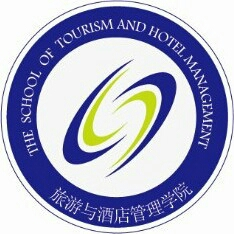 THE SCHOOL OF TOURISM AND HOTEL MANAGEMENT
旅游与酒店管理学院